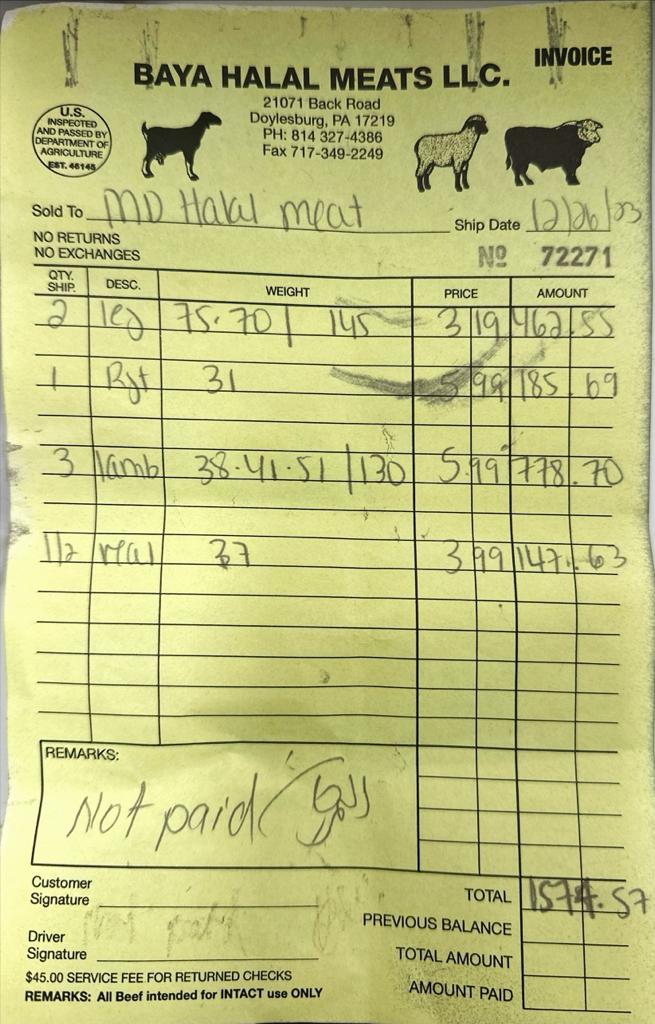 INVOICE
BAYA HALAL MEATS LLC.
21071 Back Road
Doylesburg, PA 17219
PH: 814 327-4386
Fax 717-349-2249
U.S.
INSPECTED
AND PASSED BY
DEPARTMENT OF
AGRICULTURE
EST. 46145
Sold To MD Halal meat Ship Date 12/26/23
NO RETURNS
NO EXCHANGES
Nº 72271
QTY. SHIP. DESC. WEIGHT PRICE AMOUNT
2 leg 75.70 | 145 3 19 462.55
1 31 5 99 185.69
3 lamb 38.41.51 | 130 5.99 778.70
1/2 veal 37 3 99 147.63
REMARKS:
Not paid
Customer
Signature
TOTAL 1574.57
PREVIOUS BALANCE
Driver
Signature
TOTAL AMOUNT
$45.00 SERVICE FEE FOR RETURNED CHECKS
AMOUNT PAID
REMARKS: All Beef intended for INTACT use ONLY